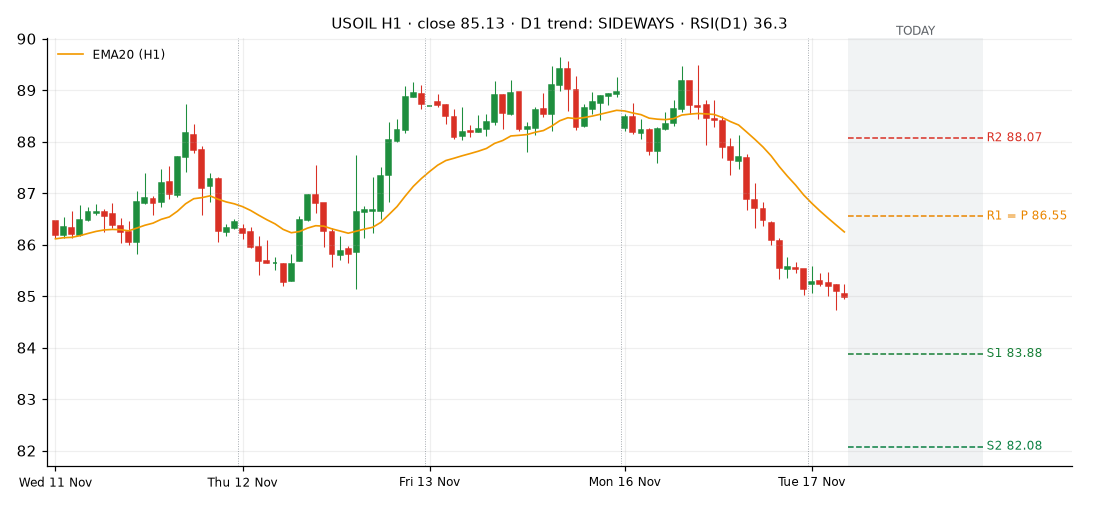 USOIL H1 · close 85.13 · D1 trend: SIDEWAYS · RSI(D1) 36.3
TODAY
EMA20 (H1)
90
89
88
87
86
85
84
83
82
R2 88.07
R1 = P 86.55
S1 83.88
S2 82.08
Wed 11 Nov
Thu 12 Nov
Fri 13 Nov
Mon 16 Nov
Tue 17 Nov